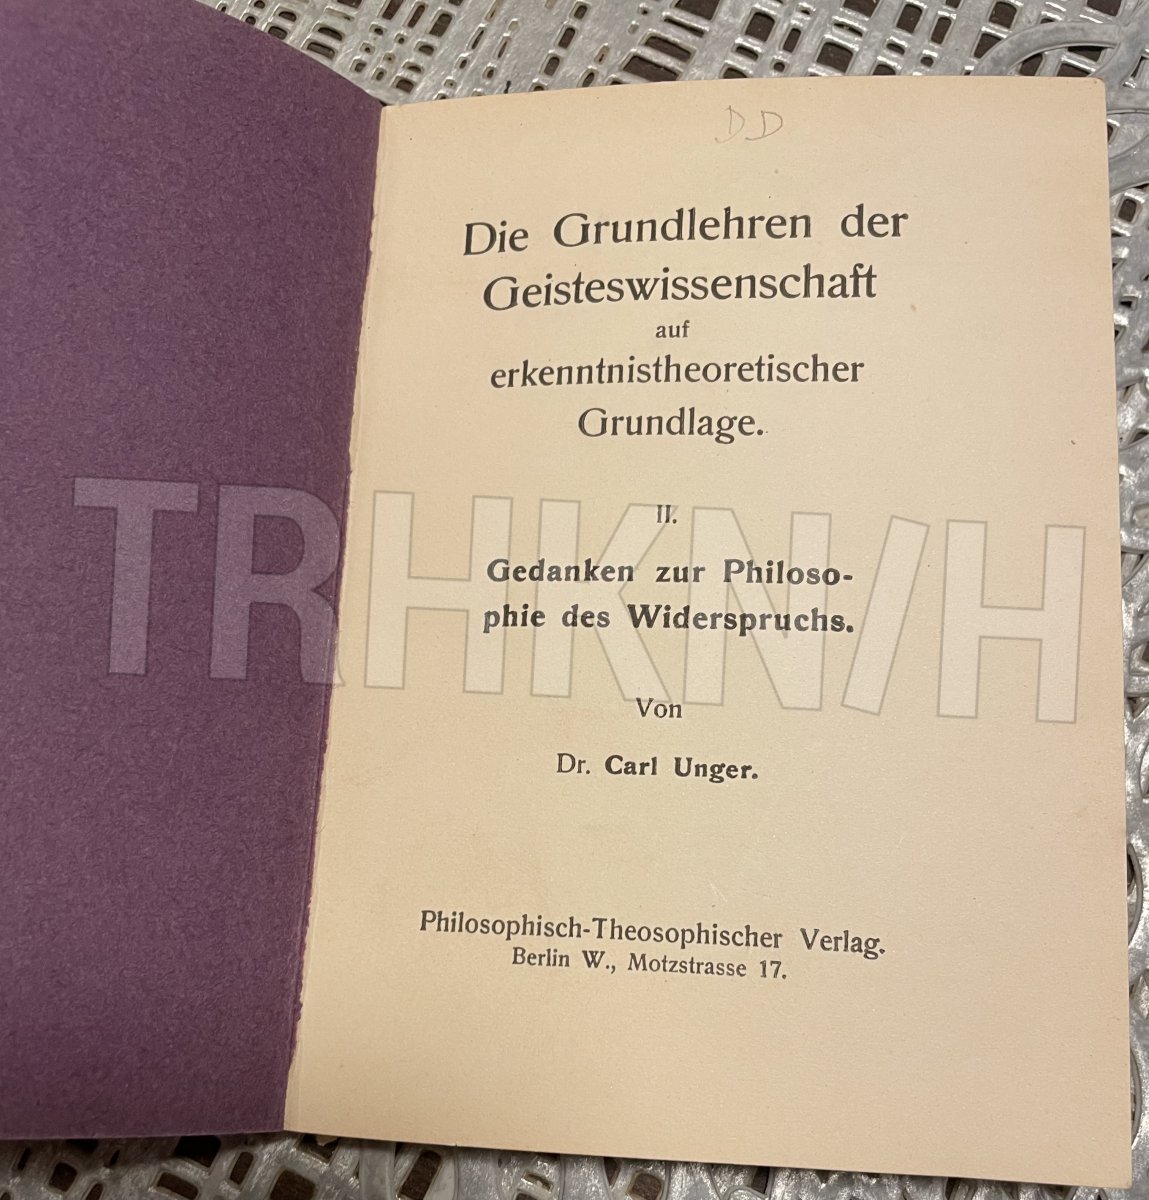 DD
Die Grundlehren der
Geisteswissenschaft
auf
erkenntnistheoretischer
Grundlage.
II.
Gedanken zur Philoso-
phie des Widerspruchs.
Von
Dr. Carl Unger.
Philosophisch-Theosophischer Verlag.
Berlin W., Motzstrasse 17.
TRHKN/H